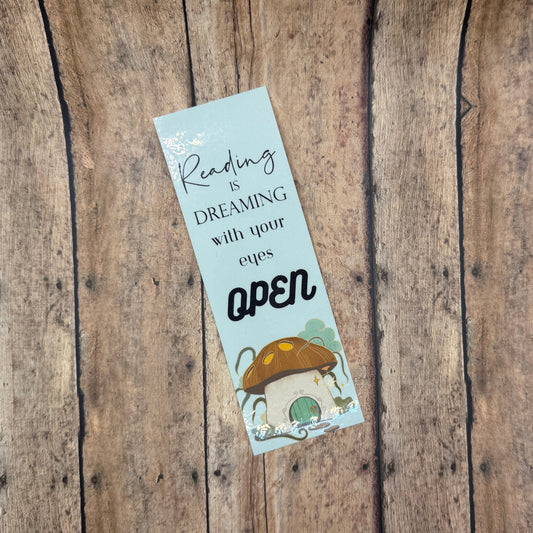 Reading
IS
DREAMING
with your
eyes
OPEN